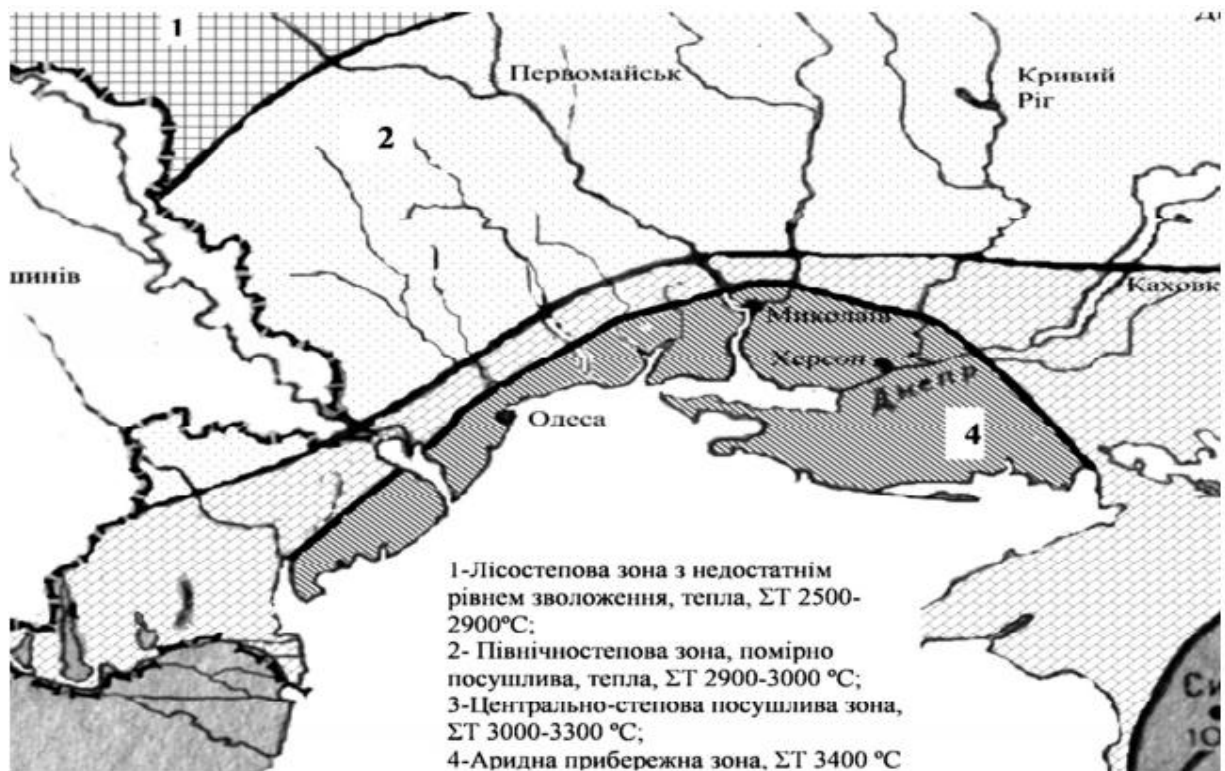 1
Первомайськ
Кривий
Ріг
2
шинів
Каховк
Миколаїв
Херсон
Днепр
Одеса
4
1-Лісостепова зона з недостатнім
рівнем зволоження, тепла, ΣТ 2500-
2900ºС;
2- Північностепова зона, помірно
посушлива, тепла, ΣТ 2900-3000 ºС;
3-Центрально-степова посушлива зона,
ΣТ 3000-3300 ºС;
4-Аридна прибережна зона, ΣТ 3400 ºС
Си
10